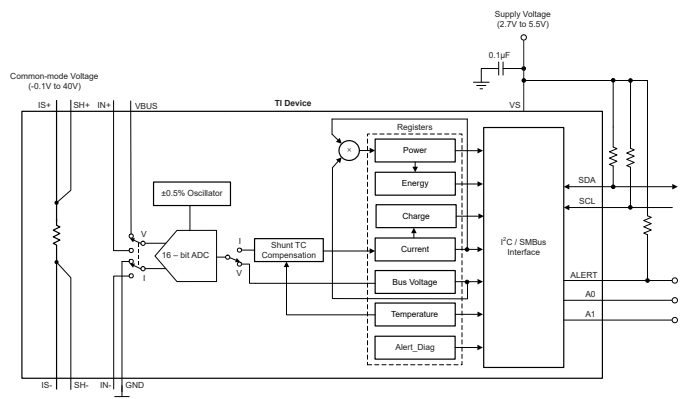 Supply Voltage
(2.7V to 5.5V)
0.1µF
Common-mode Voltage
(-0.1V to 40V)
IS+ SH+ IN+ VBUS
TI Device
VS
Registers
×
Power
Energy
Charge
Current
Bus Voltage
Temperature
Alert_Diag
±0.5% Oscillator
V
16 – bit ADC
I
I
Shunt TC
Compensation
V
I²C / SMBus
Interface
SDA
SCL
ALERT
A0
A1
IS- SH- IN- GND